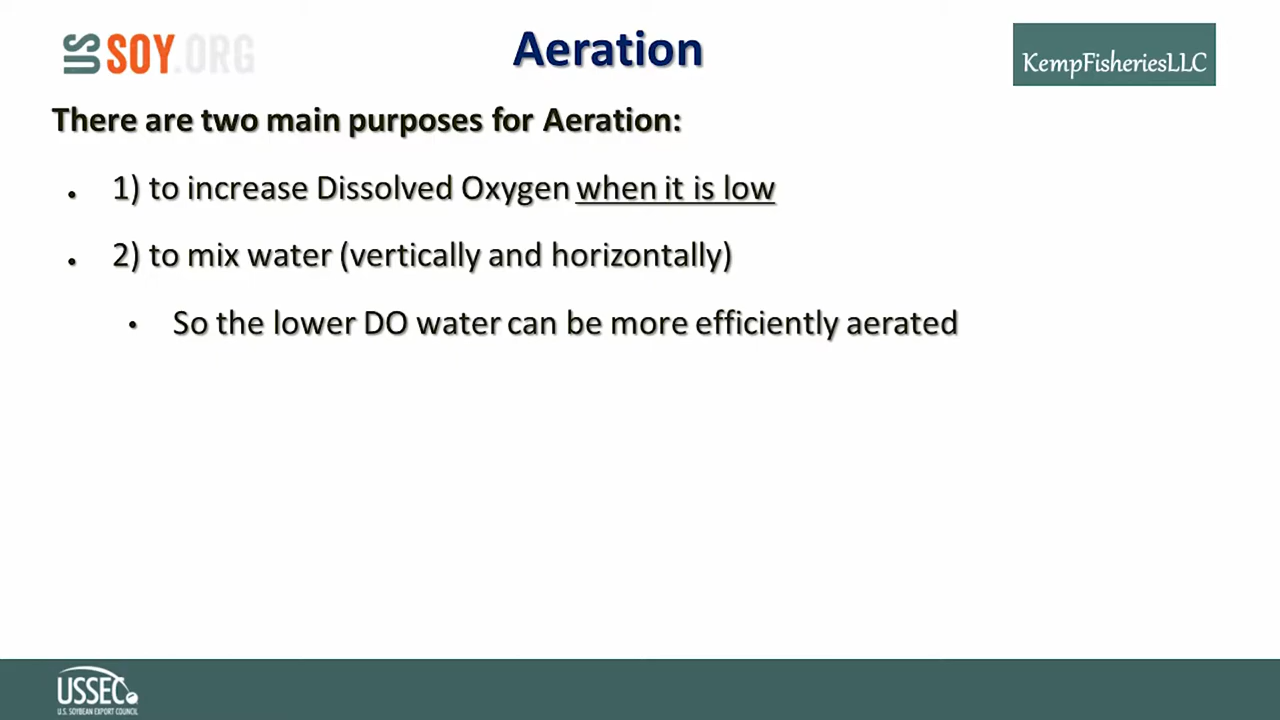 US SOY.ORG
Aeration
KempFisheriesLLC
There are two main purposes for Aeration:
• 1) to increase Dissolved Oxygen when it is low
• 2) to mix water (vertically and horizontally)
• So the lower DO water can be more efficiently aerated
USSEC
U.S. SOYBEAN EXPORT COUNCIL